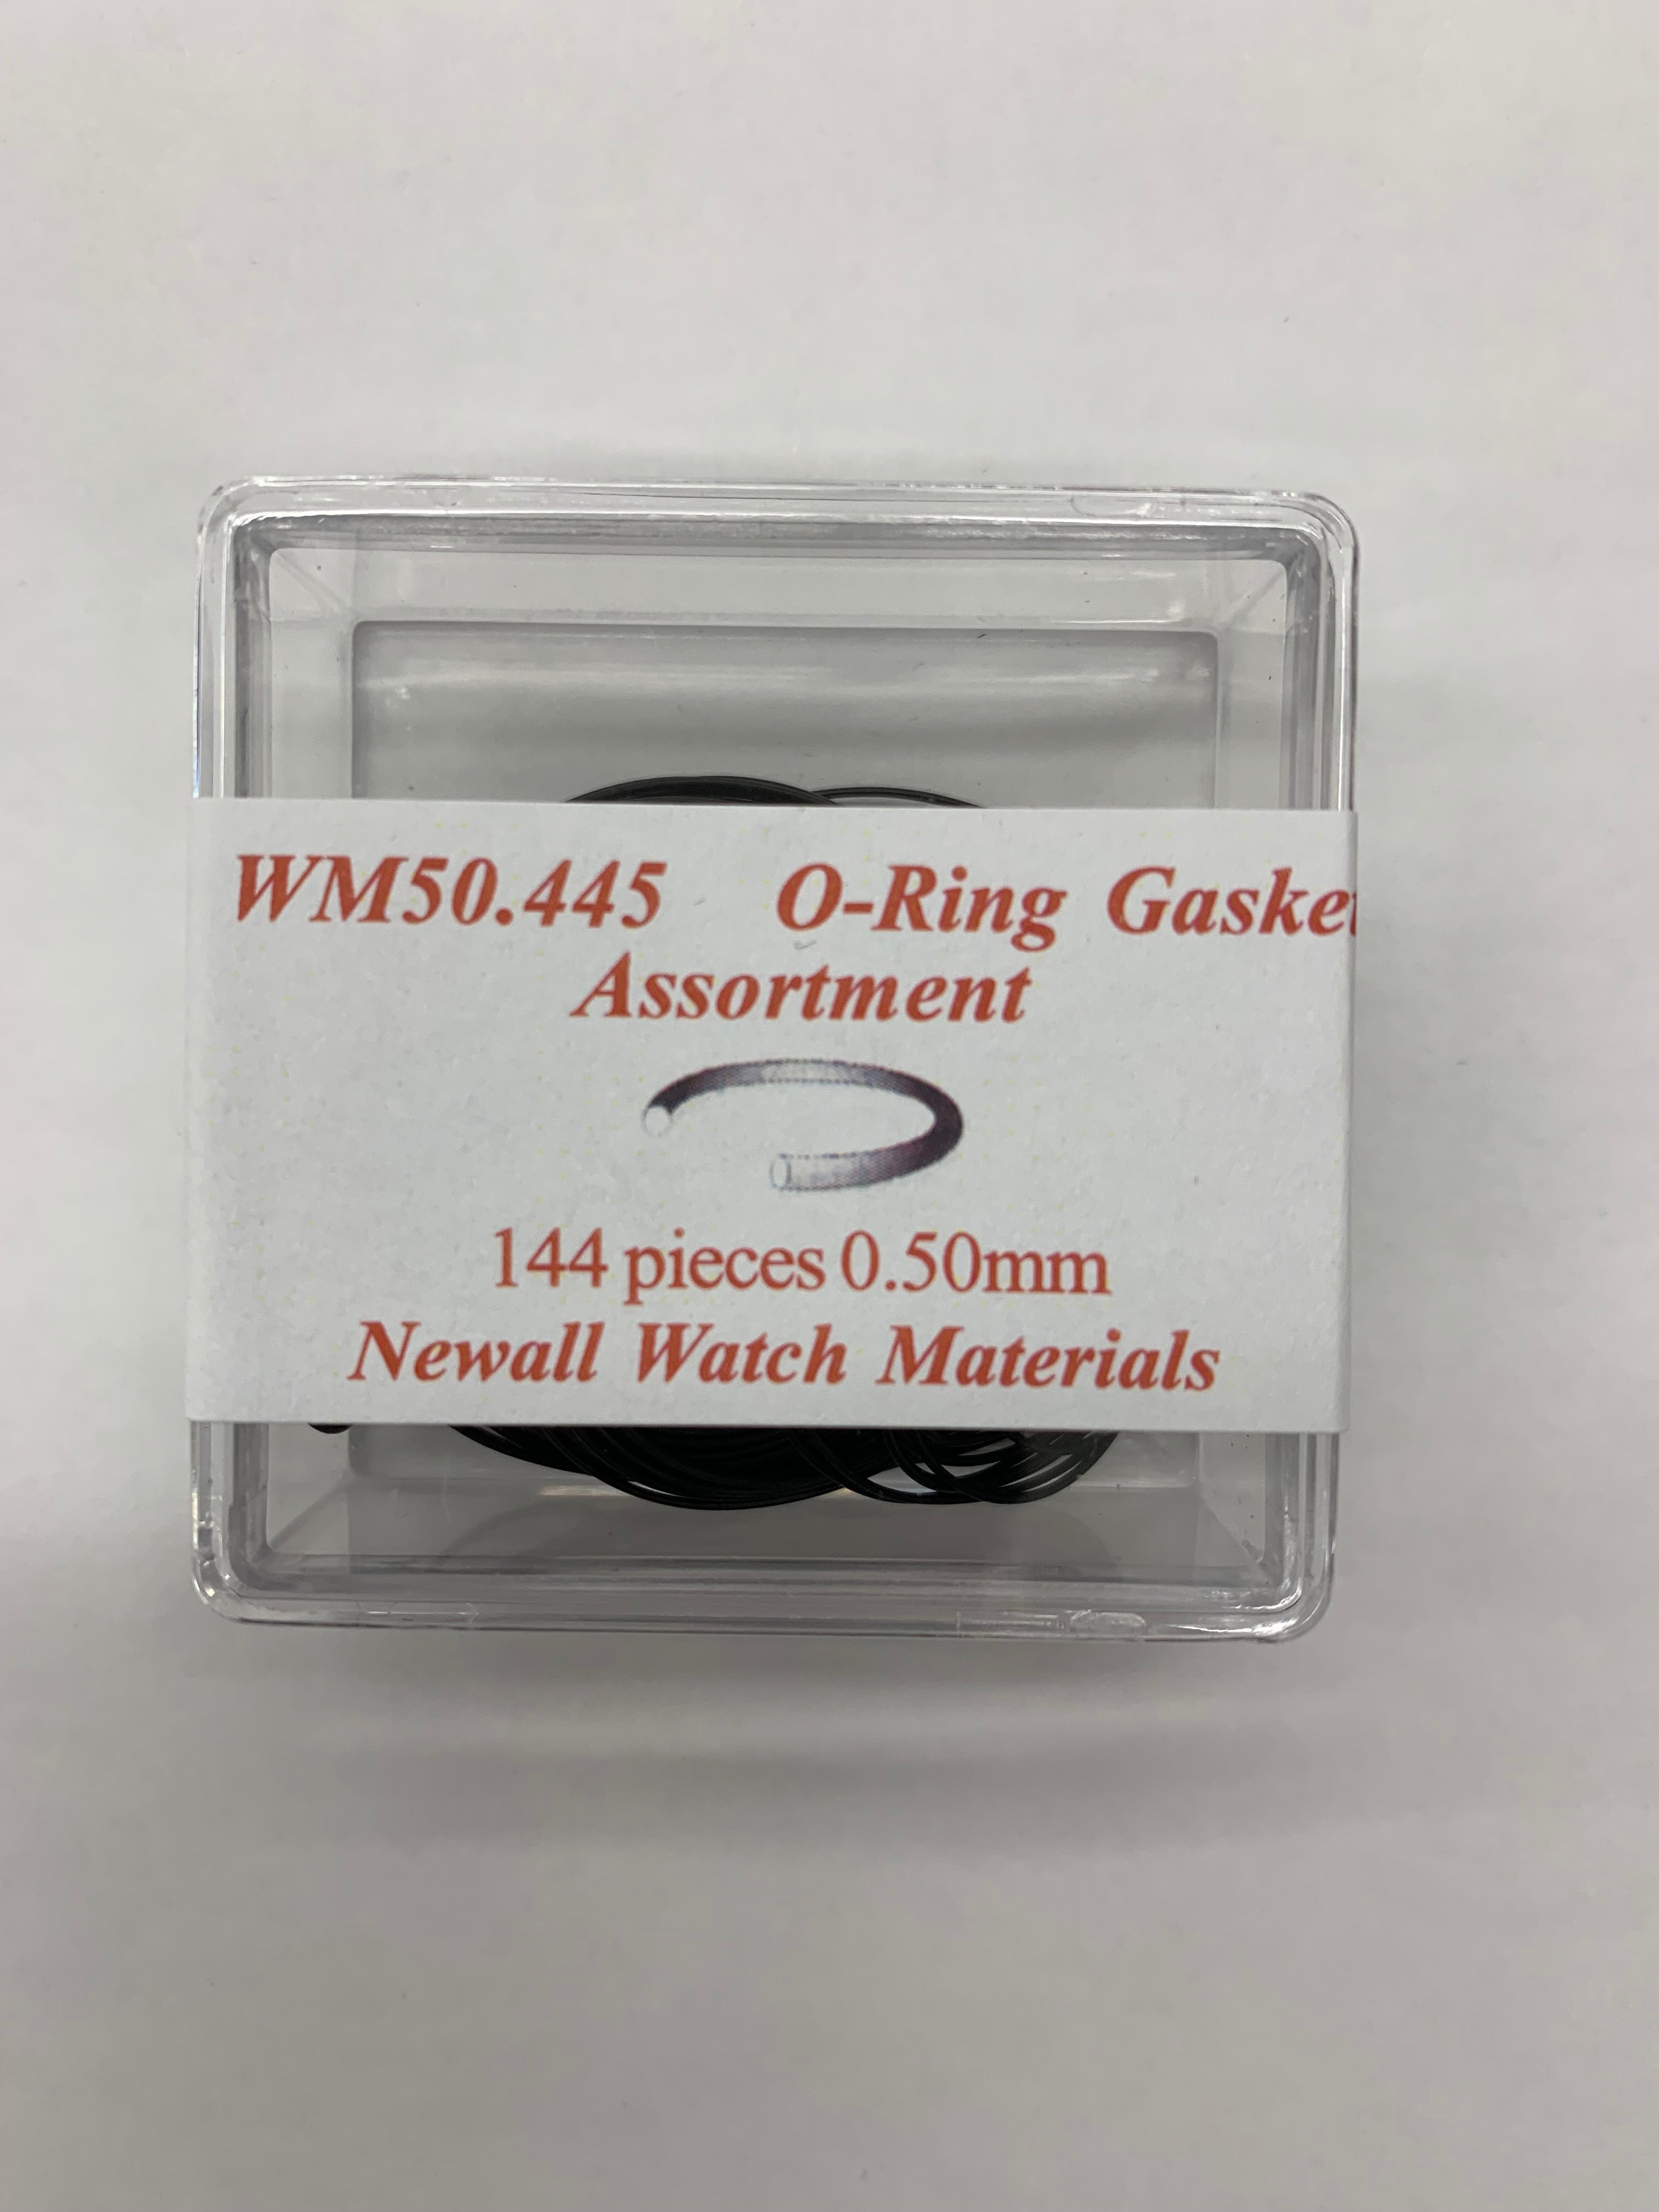 WM50.445 O-Ring Gasket
Assortment
144 pieces 0.50mm
Newall Watch Materials